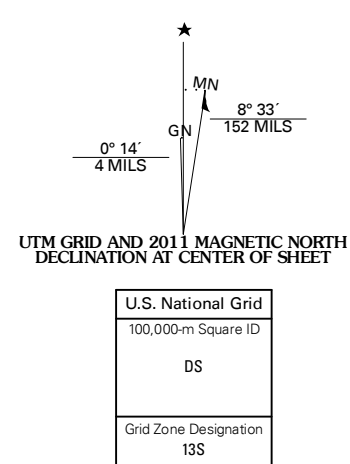 ★
MN
GN
8° 33´
152 MILS
0° 14´
4 MILS
UTM GRID AND 2011 MAGNETIC NORTH
DECLINATION AT CENTER OF SHEET
U.S. National Grid
100,000-m Square ID
DS
Grid Zone Designation
13S